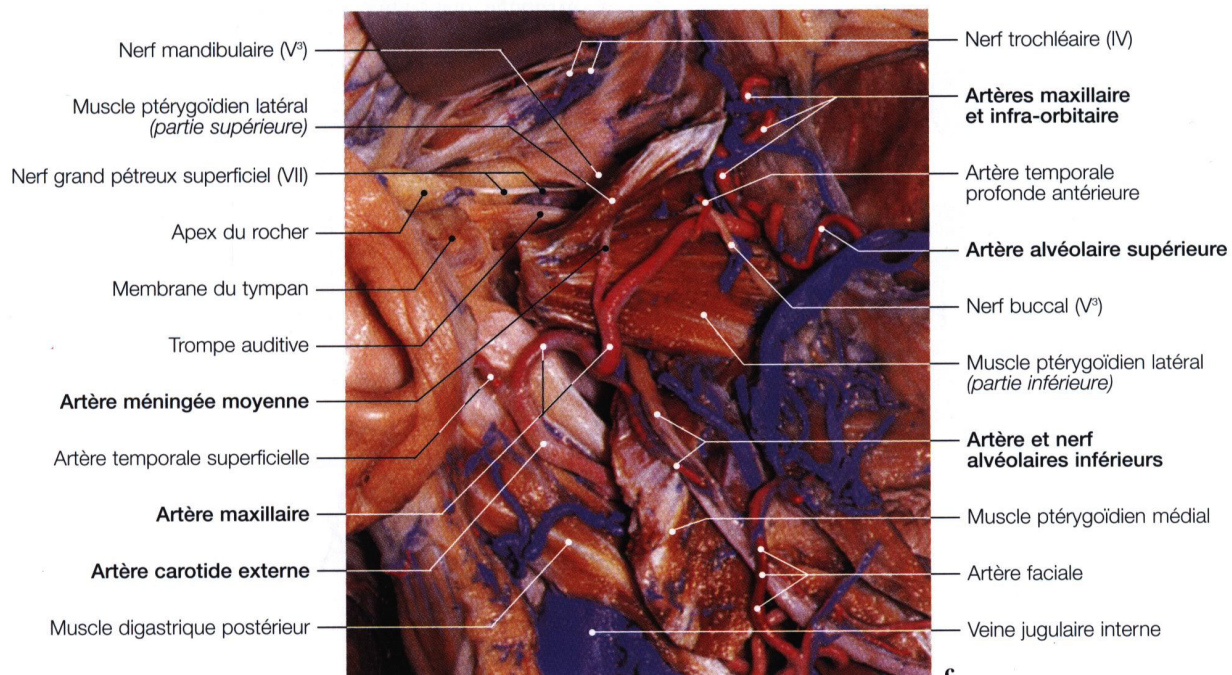 Nerf mandibulaire (V³)
Muscle ptérygoïdien latéral
(partie supérieure)
Nerf grand pétreux superficiel (VII)
Apex du rocher
Membrane du tympan
Trompe auditive
Artère méningée moyenne
Artère temporale superficielle
Artère maxillaire
Artère carotide externe
Muscle digastrique postérieur
Nerf trochléaire (IV)
Artères maxillaire
et infra-orbitaire
Artère temporale
profonde antérieure
Artère alvéolaire supérieure
Nerf buccal (V³)
Muscle ptérygoïdien latéral
(partie inférieure)
Artère et nerf
alvéolaires inférieurs
Muscle ptérygoïdien médial
Artère faciale
Veine jugulaire interne